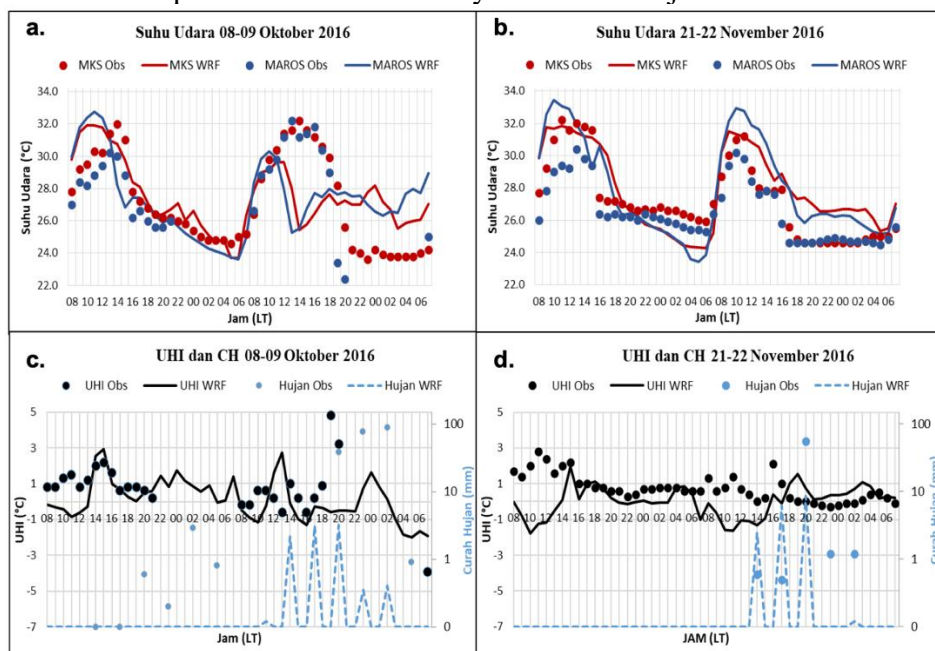 a.
Suhu Udara 08-09 Oktober 2016
MKS Obs MKS WRF MAROS Obs MAROS WRF
Suhu Udara (°C)
34.0
32.0
30.0
28.0
26.0
24.0
22.0
08 10 12 14 16 18 20 22 00 02 04 06 08 10 12 14 16 18 20 22 00 02 04 06
Jam (LT)
b.
Suhu Udara 21-22 November 2016
MKS Obs MKS WRF MAROS Obs MAROS WRF
Suhu Udara (°C)
34.0
32.0
30.0
28.0
26.0
24.0
22.0
08 10 12 14 16 18 20 22 00 02 04 06 08 10 12 14 16 18 20 22 00 02 04 06
Jam (LT)
c.
UHI dan CH 08-09 Oktober 2016
UHI Obs UHI WRF Hujan Obs Hujan WRF
UHI (°C)
5
3
1
-1
-3
-5
-7
08 10 12 14 16 18 20 22 00 02 04 06 08 10 12 14 16 18 20 22 00 02 04 06
100
10
1
0
Curah Hujan (mm)
Jam (LT)
d.
UHI dan CH 21-22 November 2016
UHI Obs UHI WRF Hujan Obs Hujan WRF
UHI (°C)
5
3
1
-1
-3
-5
-7
08 10 12 14 16 18 20 22 00 02 04 06 08 10 12 14 16 18 20 22 00 02 04 06
100
10
1
0
Curah Hujan (mm)
JAM (LT)